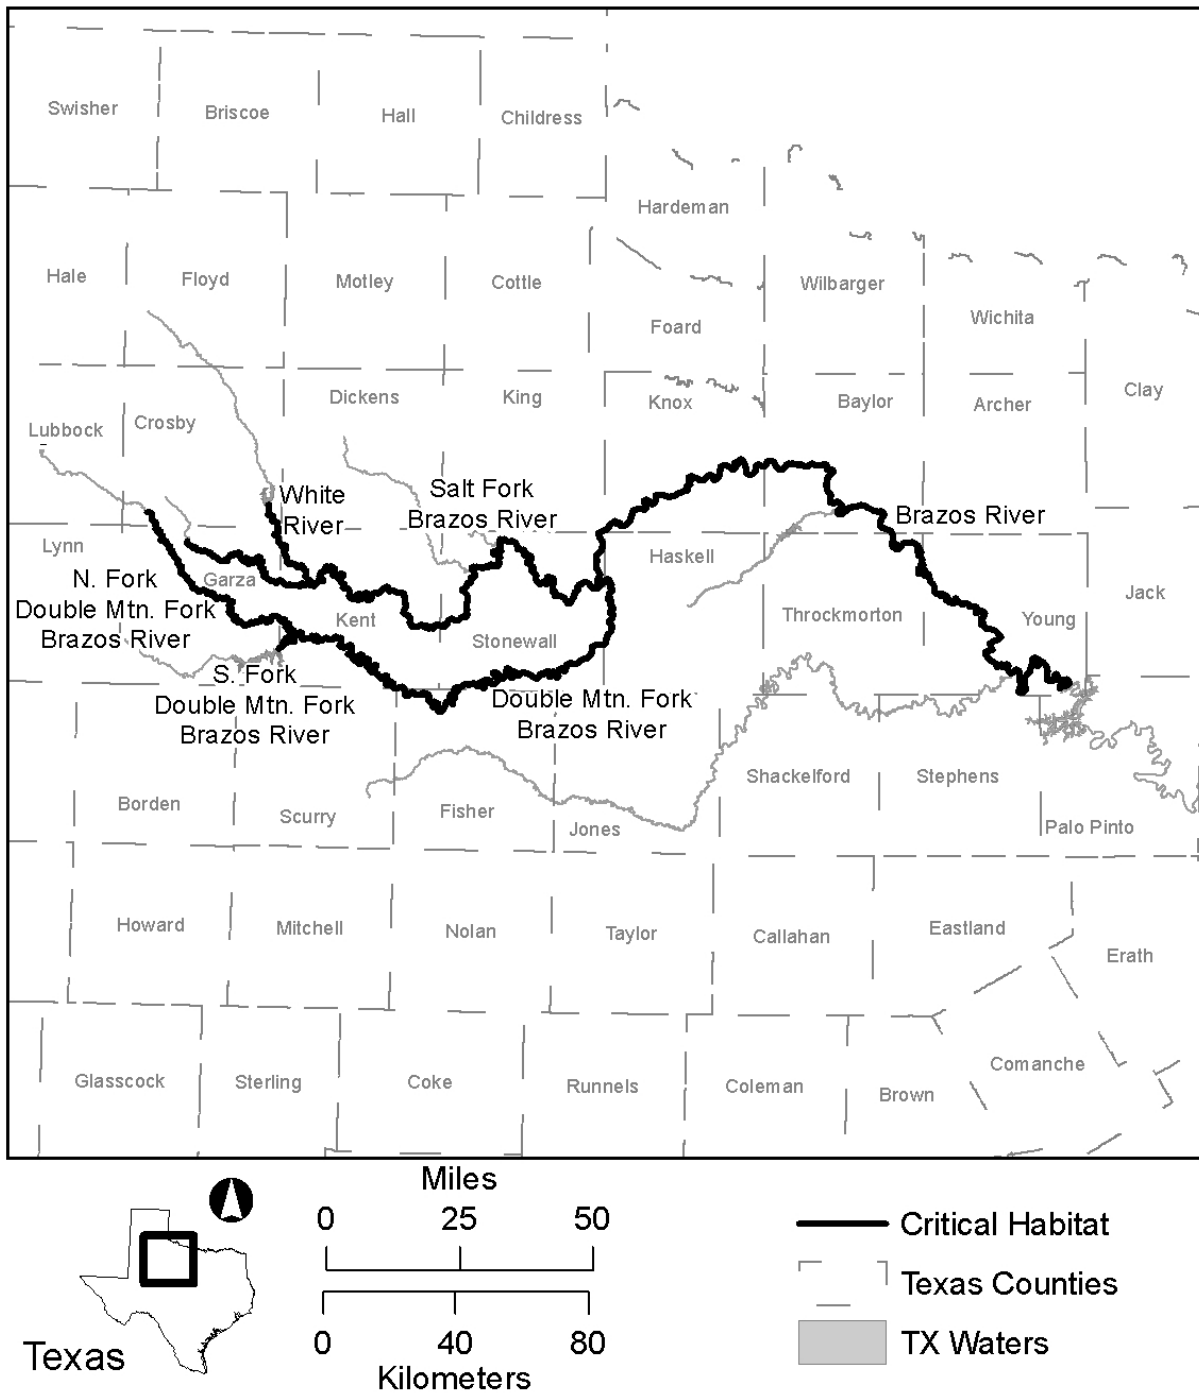 Swisher
Briscoe
Hall
Childress
Hardeman
Hale
Floyd
Motley
Cottle
Wilbarger
Foard
Wichita
Clay
Lubbock
Crosby
Dickens
King
Knox
Baylor
Archer
White
River
Salt Fork
Brazos River
Brazos River
Lynn
N. Fork
Double Mtn. Fork
Brazos River
Garza
Kent
Stonewall
Haskell
Throckmorton
Young
Jack
S. Fork
Double Mtn. Fork
Brazos River
Double Mtn. Fork
Brazos River
Borden
Scurry
Fisher
Jones
Shackelford
Stephens
Palo Pinto
Howard
Mitchell
Nolan
Taylor
Callahan
Eastland
Erath
Glasscock
Sterling
Coke
Runnels
Coleman
Brown
Comanche
Texas
Miles
0 25 50
0 40 80
Kilometers
Critical Habitat
Texas Counties
TX Waters